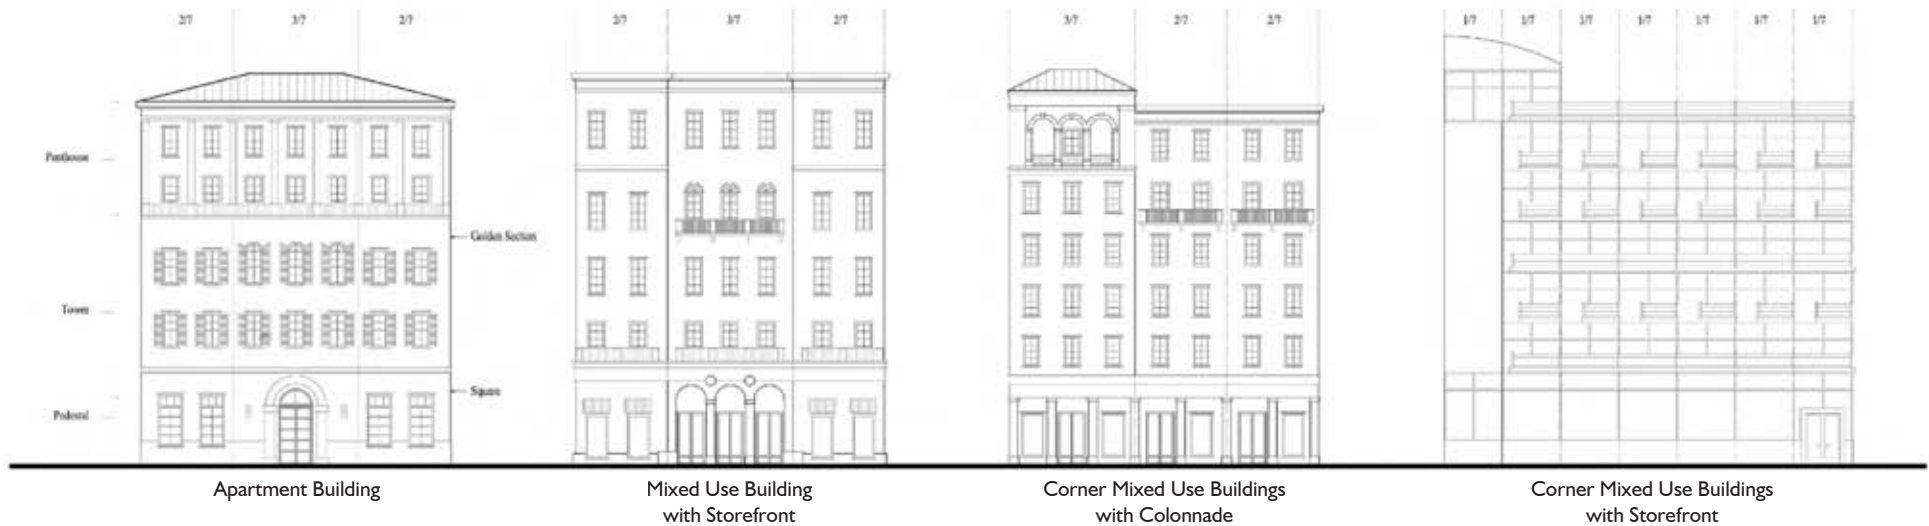 2/7 3/7 2/7
2/7 3/7 2/7
3/7 2/7 2/7
1/7 1/7 1/7 1/7 1/7 1/7 1/7
Penthouse
Golden Section
Tower
Square
Pedestal
Apartment Building
Mixed Use Building
with Storefront
Corner Mixed Use Buildings
with Colonnade
Corner Mixed Use Buildings
with Storefront